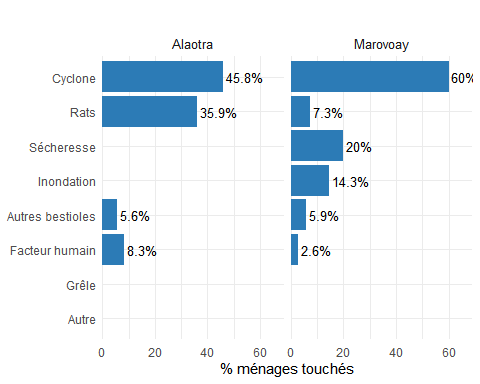 Alaotra Marovoay
Cyclone 45.8% 60%
Rats 35.9% 7.3%
Sécheresse 20%
Inondation 14.3%
Autres bestioles 5.6% 5.9%
Facteur humain 8.3% 2.6%
Grêle
Autre
0 20 40 60 0 20 40 60
% ménages touchés